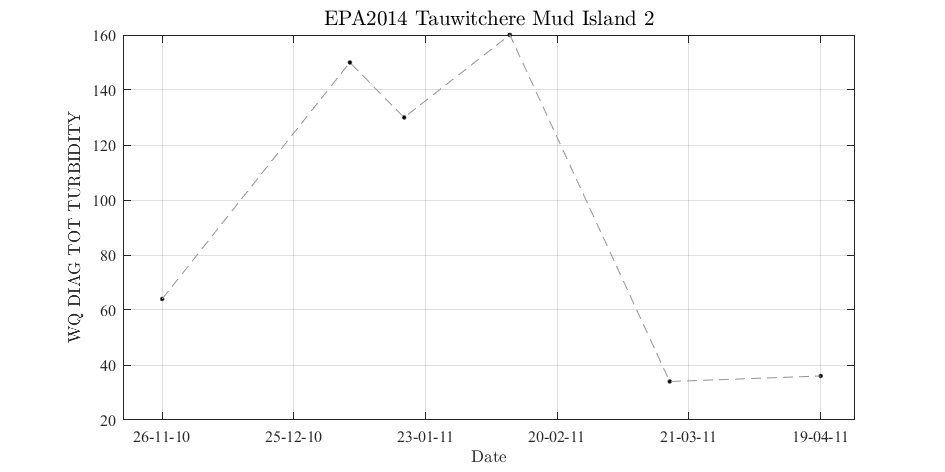 EPA2014 Tauwitchere Mud Island 2
WQ DIAG TOT TURBIDITY
160
140
120
100
80
60
40
20
26-11-10 25-12-10 23-01-11 20-02-11 21-03-11 19-04-11
Date